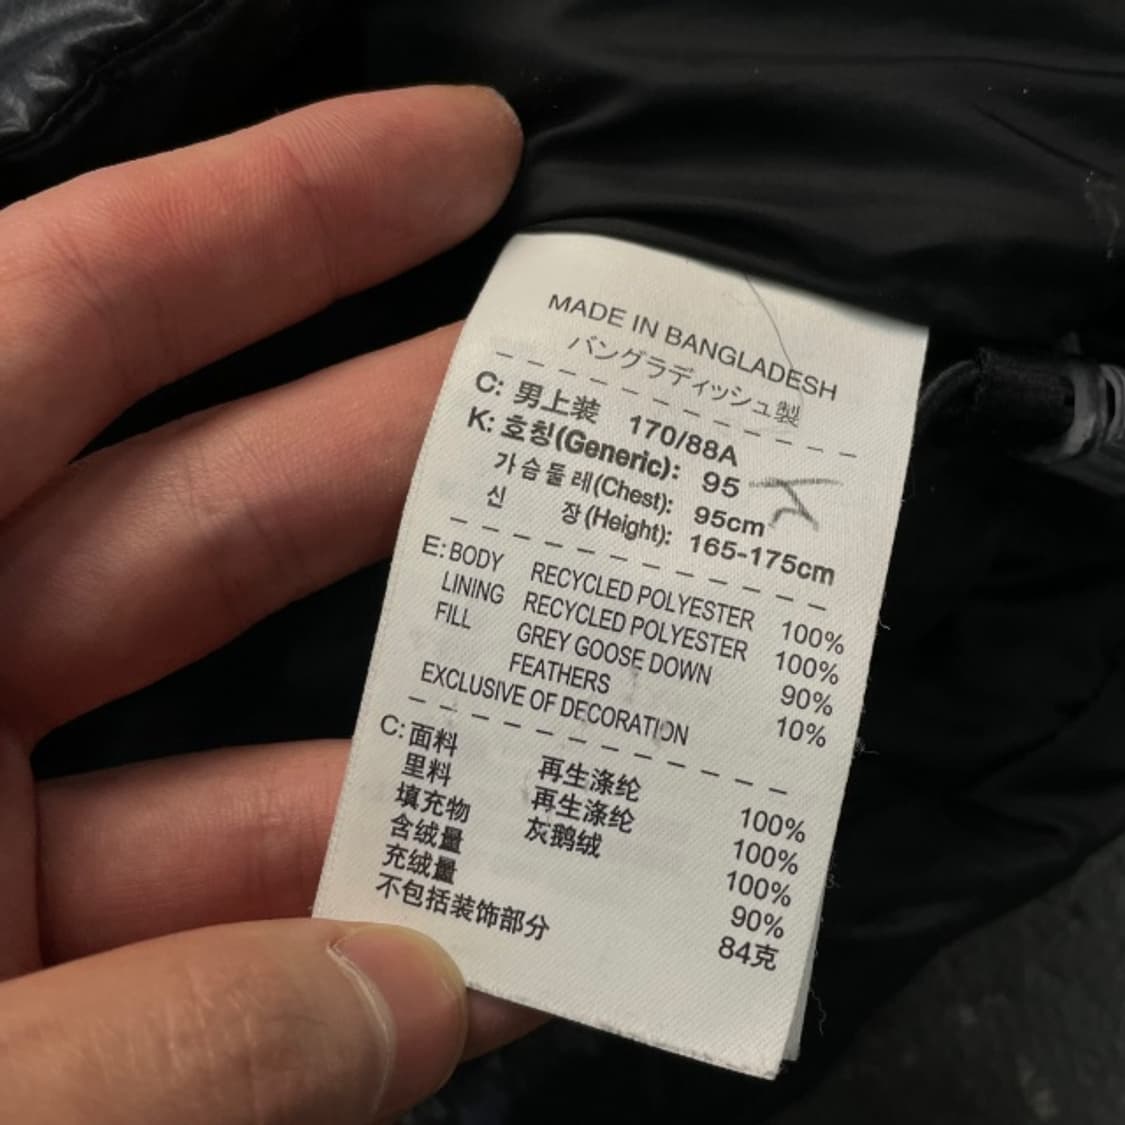 MADE IN BANGLADESH
バングラディッシュ製
C: 男上装 170/88A
K: 호칭(Generic): 95
가슴둘레(Chest): 95cm
신 장(Height): 165-175cm
E: BODY RECYCLED POLYESTER 100%
LINING RECYCLED POLYESTER 100%
FILL GREY GOOSE DOWN 90%
FEATHERS 10%
EXCLUSIVE OF DECORATION
C: 面料 再生涤纶 100%
里料 再生涤纶 100%
填充物 灰鹅绒 100%
含绒量 90%
充绒量 84克
不包括装饰部分